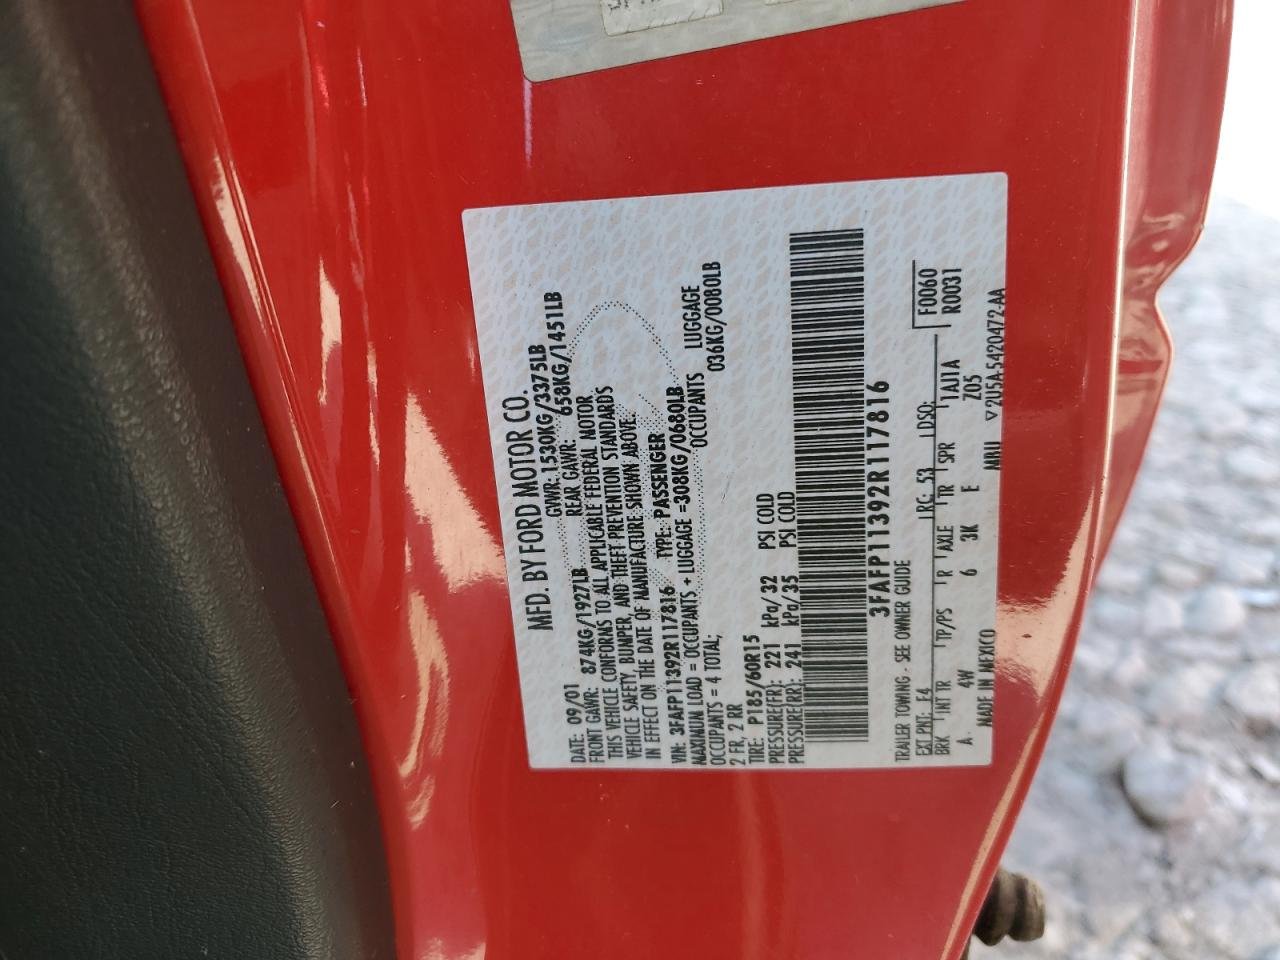 MFD. BY FORD MOTOR CO.
DATE: 09/01 GVWR: 1530KG/3375LB
FRONT GAWR: 874KG/1927LB REAR GAWR: 658KG/1451LB
THIS VEHICLE CONFORMS TO ALL APPLICABLE FEDERAL MOTOR
VEHICLE SAFETY, BUMPER, AND THEFT PREVENTION STANDARDS
IN EFFECT ON THE DATE OF MANUFACTURE SHOWN ABOVE.
VIN: 3FAFP11392R117816 TYPE: PASSENGER
MAXIMUM LOAD = OCCUPANTS + LUGGAGE = 308KG/0680LB
OCCUPANTS = 4 TOTAL; OCCUPANTS LUGGAGE
2 FR, 2 RR 036KG/0080LB
TIRE: P185/60R15
PRESSURE(FR): 221 kPa/32 PSI COLD
PRESSURE(RR): 241 kPa/35 PSI COLD
3FAFP11392R117816
TRAILER TOWING - SEE OWNER GUIDE
F0060
EXT PNT: E4 RC: 53 DSO: R0031
BRK INT TR TP/PS R AXLE TR SPR 1AJ1A
A 4W 6 3K E Z05
MADE IN MEXICO MBU ▽2U5A-5420472-AA